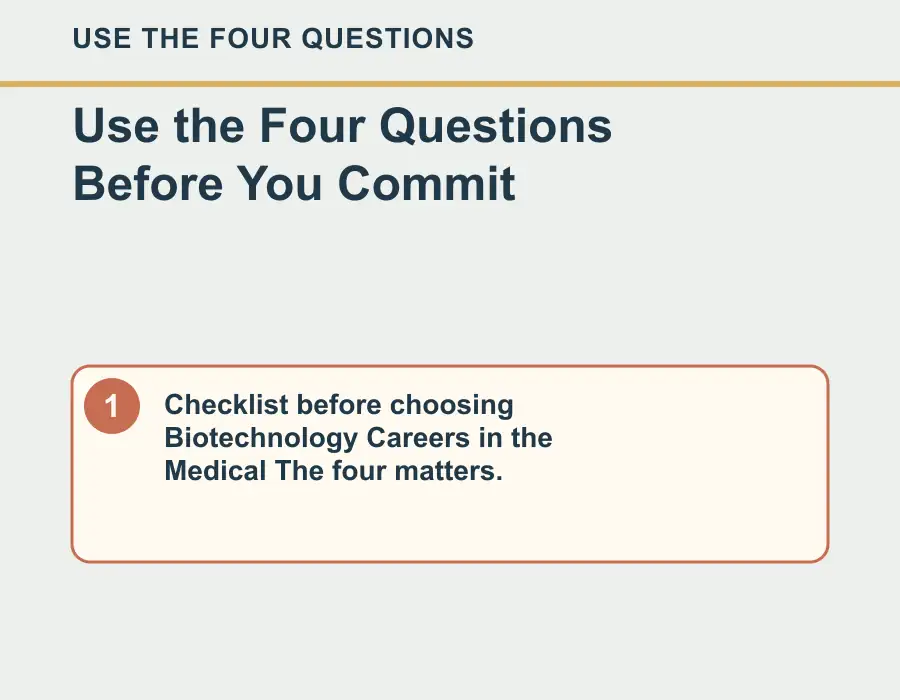 USE THE FOUR QUESTIONS
Use the Four Questions
Before You Commit
1
Checklist before choosing
Biotechnology Careers in the
Medical The four matters.